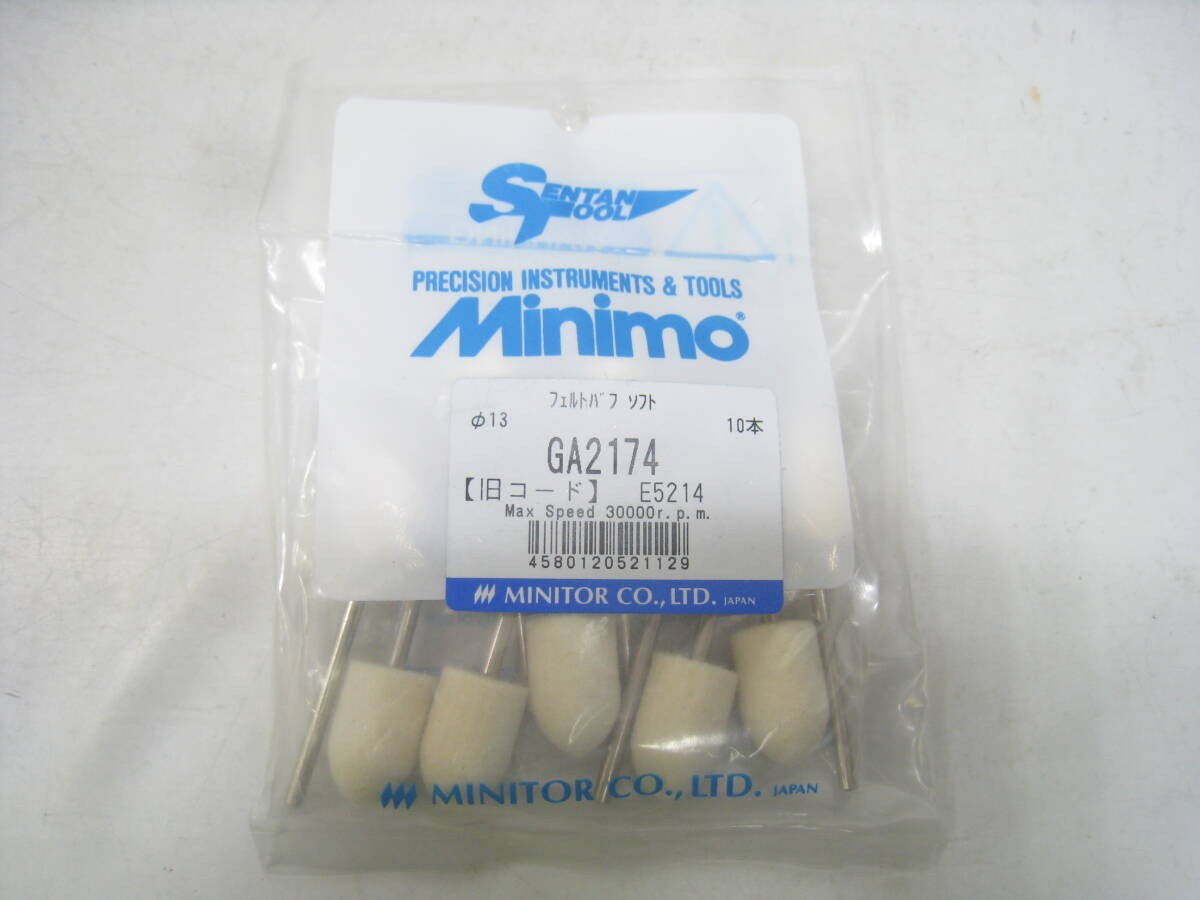 SENTAN
TOOL
PRECISION INSTRUMENTS & TOOLS
Minimo®
フェルトバフ ソフト
φ13 10本
GA2174
【旧コード】 E5214
Max Speed 30000r.p.m.
4580120521129
MINITOR CO.,LTD. JAPAN
MINITOR CO.,LTD. JAPAN